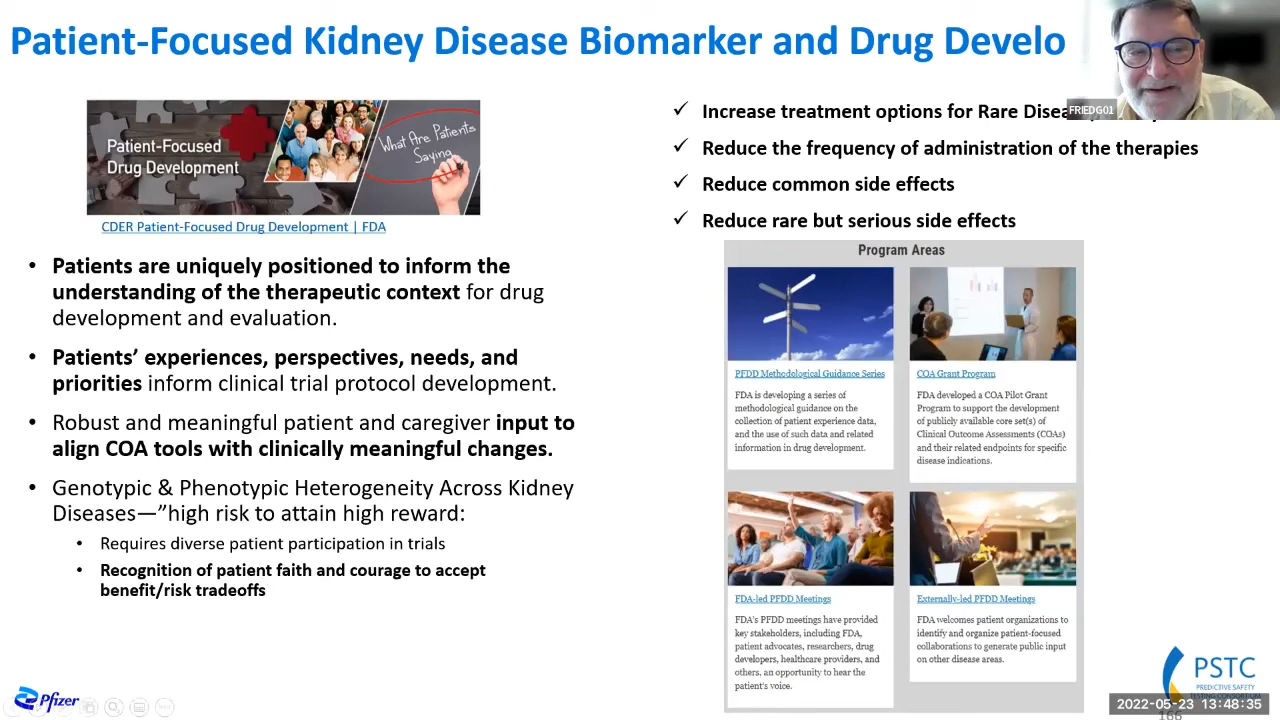 Patient-Focused Kidney Disease Biomarker and Drug Develo
FRIEDG01
Patient-Focused
Drug Development
What Are Patients
Saying
CDER Patient-Focused Drug Development | FDA
• Patients are uniquely positioned to inform the
understanding of the therapeutic context for drug
development and evaluation.
• Patients’ experiences, perspectives, needs, and
priorities inform clinical trial protocol development.
• Robust and meaningful patient and caregiver input to
align COA tools with clinically meaningful changes.
• Genotypic & Phenotypic Heterogeneity Across Kidney
Diseases—”high risk to attain high reward:
• Requires diverse patient participation in trials
• Recognition of patient faith and courage to accept
benefit/risk tradeoffs
✓ Increase treatment options for Rare
✓ Reduce the frequency of administration of the therapies
✓ Reduce common side effects
✓ Reduce rare but serious side effects
Program Areas
PFDD Methodological Guidance Series
FDA is developing a series of
methodological guidance on the
collection of patient experience data,
and the use of such data and related
information in drug development.
COA Grant Program
FDA developed a COA Pilot Grant
Program to support the development
of publicly available core set(s) of
Clinical Outcome Assessments (COAs)
and their related endpoints for specific
disease indications.
FDA-led PFDD Meetings
FDA's PFDD meetings have provided
key stakeholders, including FDA,
patient advocates, researchers, drug
developers, healthcare providers, and
others, an opportunity to hear the
patient's voice.
Externally-led PFDD Meetings
FDA welcomes patient organizations to
identify and organize patient-focused
collaborations to generate public input
on other disease areas.
Pfizer
PSTC
PREDICTIVE SAFETY
2022-05-23 13:48:35
166